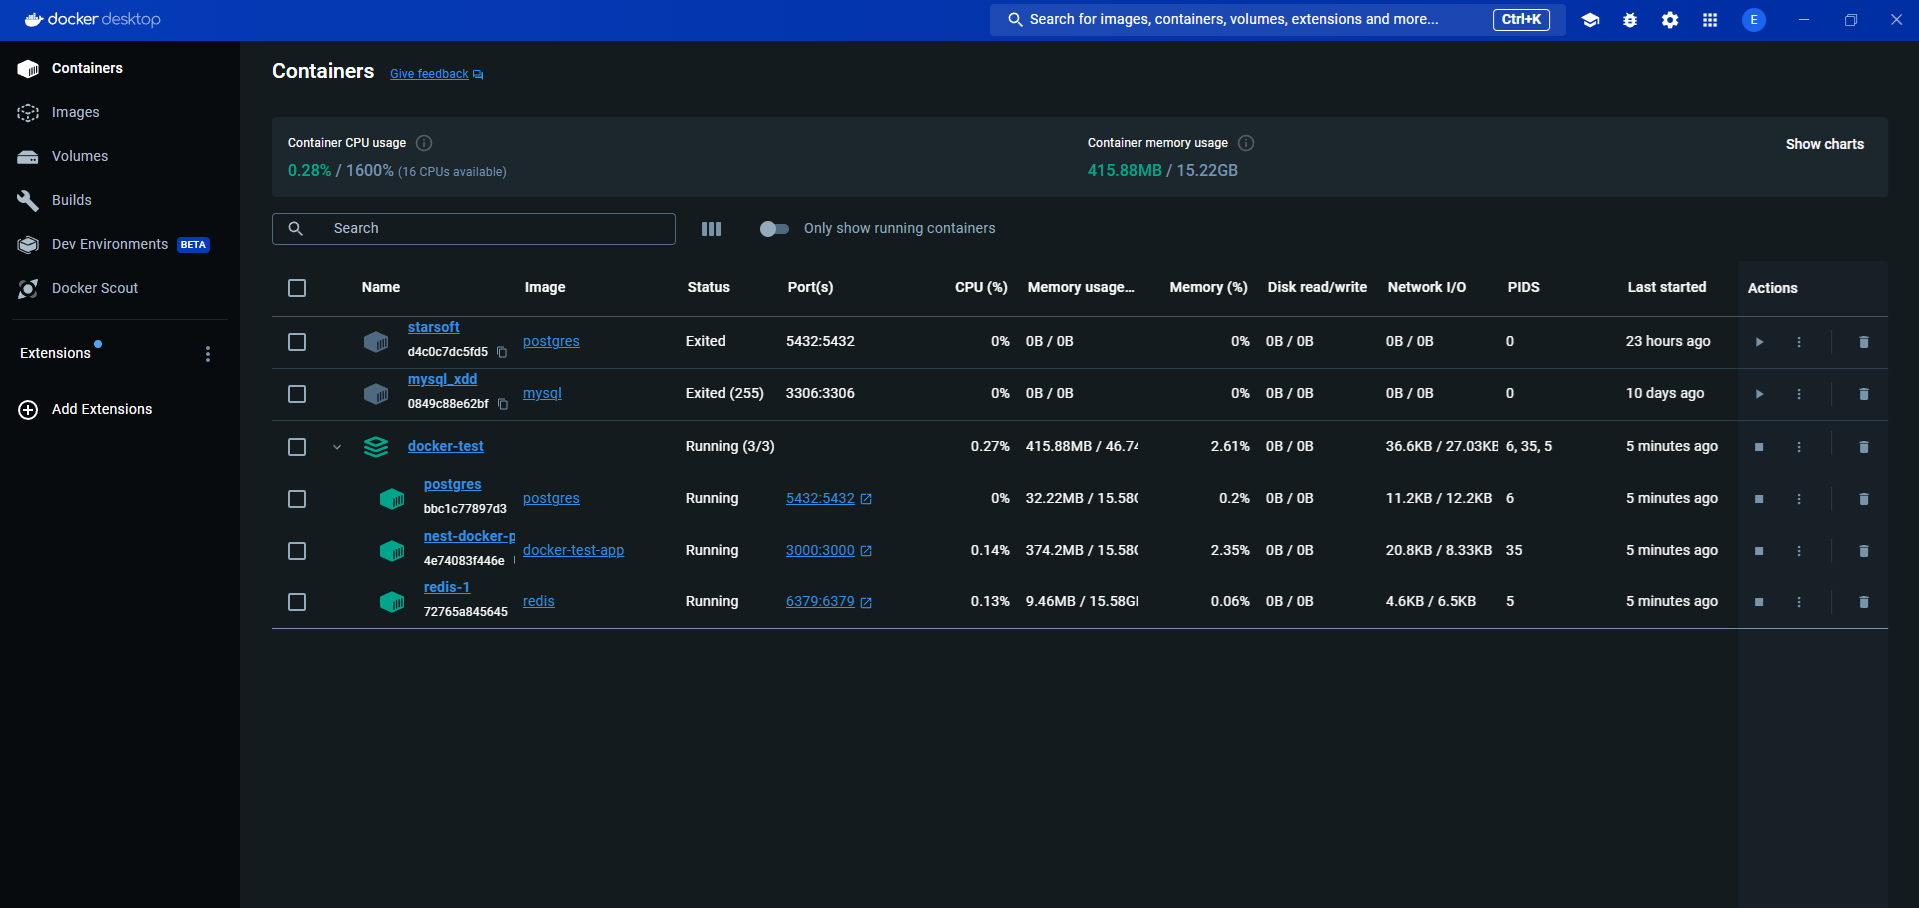 docker desktop
Search for images, containers, volumes, extensions and more... Ctrl+K
E
Containers
Images
Volumes
Builds
Dev Environments BETA
Docker Scout
Extensions
Add Extensions
Containers Give feedback
Container CPU usage
0.28% / 1600% (16 CPUs available)
Container memory usage
415.88MB / 15.22GB
Show charts
Search
Only show running containers
Name Image Status Port(s) CPU (%) Memory usage... Memory (%) Disk read/write Network I/O PIDS Last started Actions
starsoft
d4c0c7dc5fd5
postgres Exited 5432:5432 0% 0B / 0B 0% 0B / 0B 0B / 0B 0 23 hours ago
mysql_xdd
0849c88e62bf
mysql Exited (255) 3306:3306 0% 0B / 0B 0% 0B / 0B 0B / 0B 0 10 days ago
docker-test Running (3/3) 0.27% 415.88MB / 46.74 2.61% 0B / 0B 36.6KB / 27.03KB 6, 35, 5 5 minutes ago
postgres
bbc1c77897d3
postgres Running 5432:5432 0% 32.22MB / 15.58G 0.2% 0B / 0B 11.2KB / 12.2KB 6 5 minutes ago
nest-docker-p
4e74083f446e
docker-test-app Running 3000:3000 0.14% 374.2MB / 15.58G 2.35% 0B / 0B 20.8KB / 8.33KB 35 5 minutes ago
redis-1
72765a845645
redis Running 6379:6379 0.13% 9.46MB / 15.58GI 0.06% 0B / 0B 4.6KB / 6.5KB 5 5 minutes ago